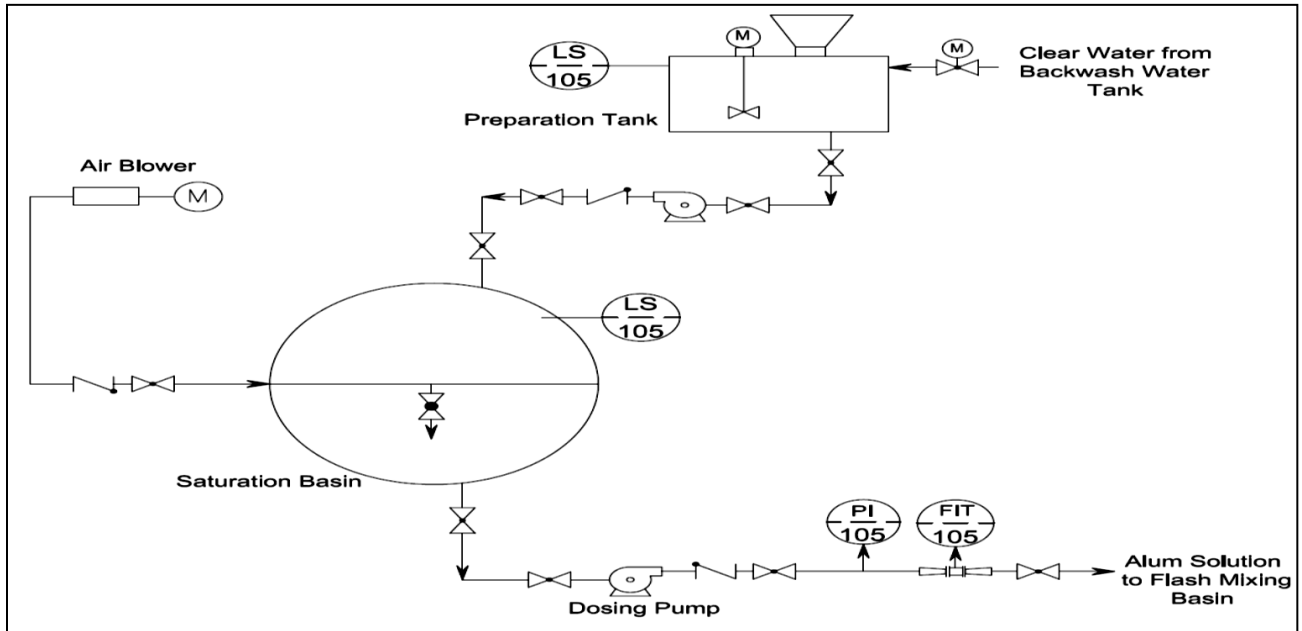 M
LS
105
M
Clear Water from
Backwash Water
Tank
Preparation Tank
Air Blower
M
LS
105
Saturation Basin
PI
105
FIT
105
Dosing Pump
Alum Solution
to Flash Mixing
Basin